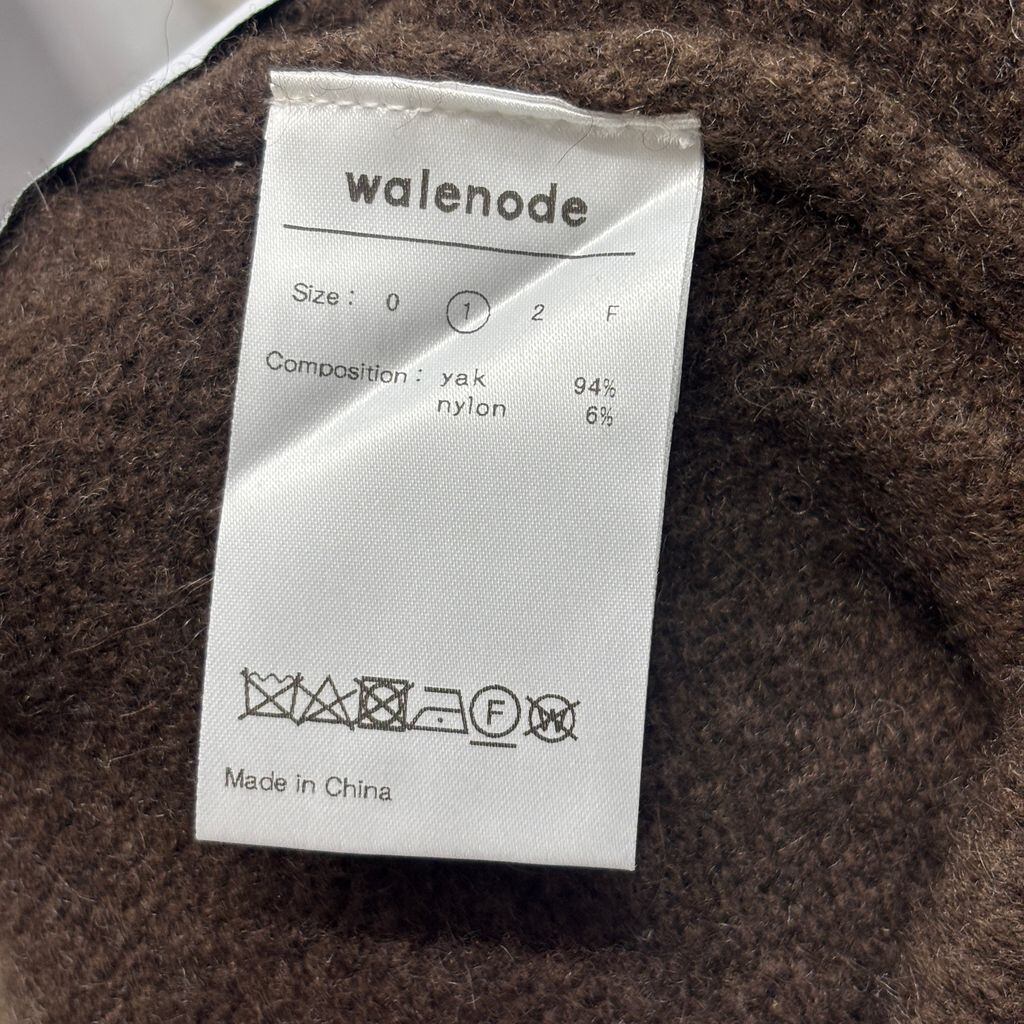 walenode
Size : 0 1 2 F
Composition : yak 94%
nylon 6%
F W
Made in China